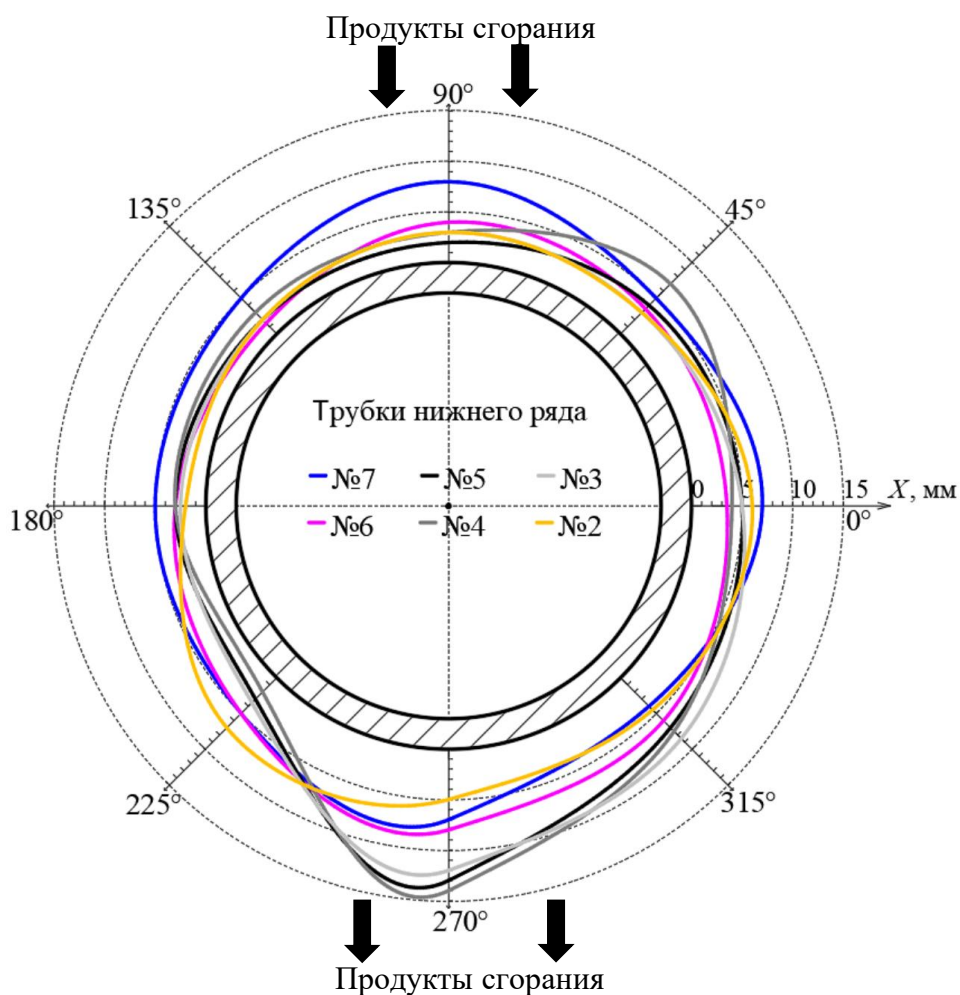 Продукты сгорания
90°
135° 45°
Трубки нижнего ряда
№7 №5 №3
0 5 10 15 X, мм
180° 0°
№6 №4 №2
225° 315°
270°
Продукты сгорания